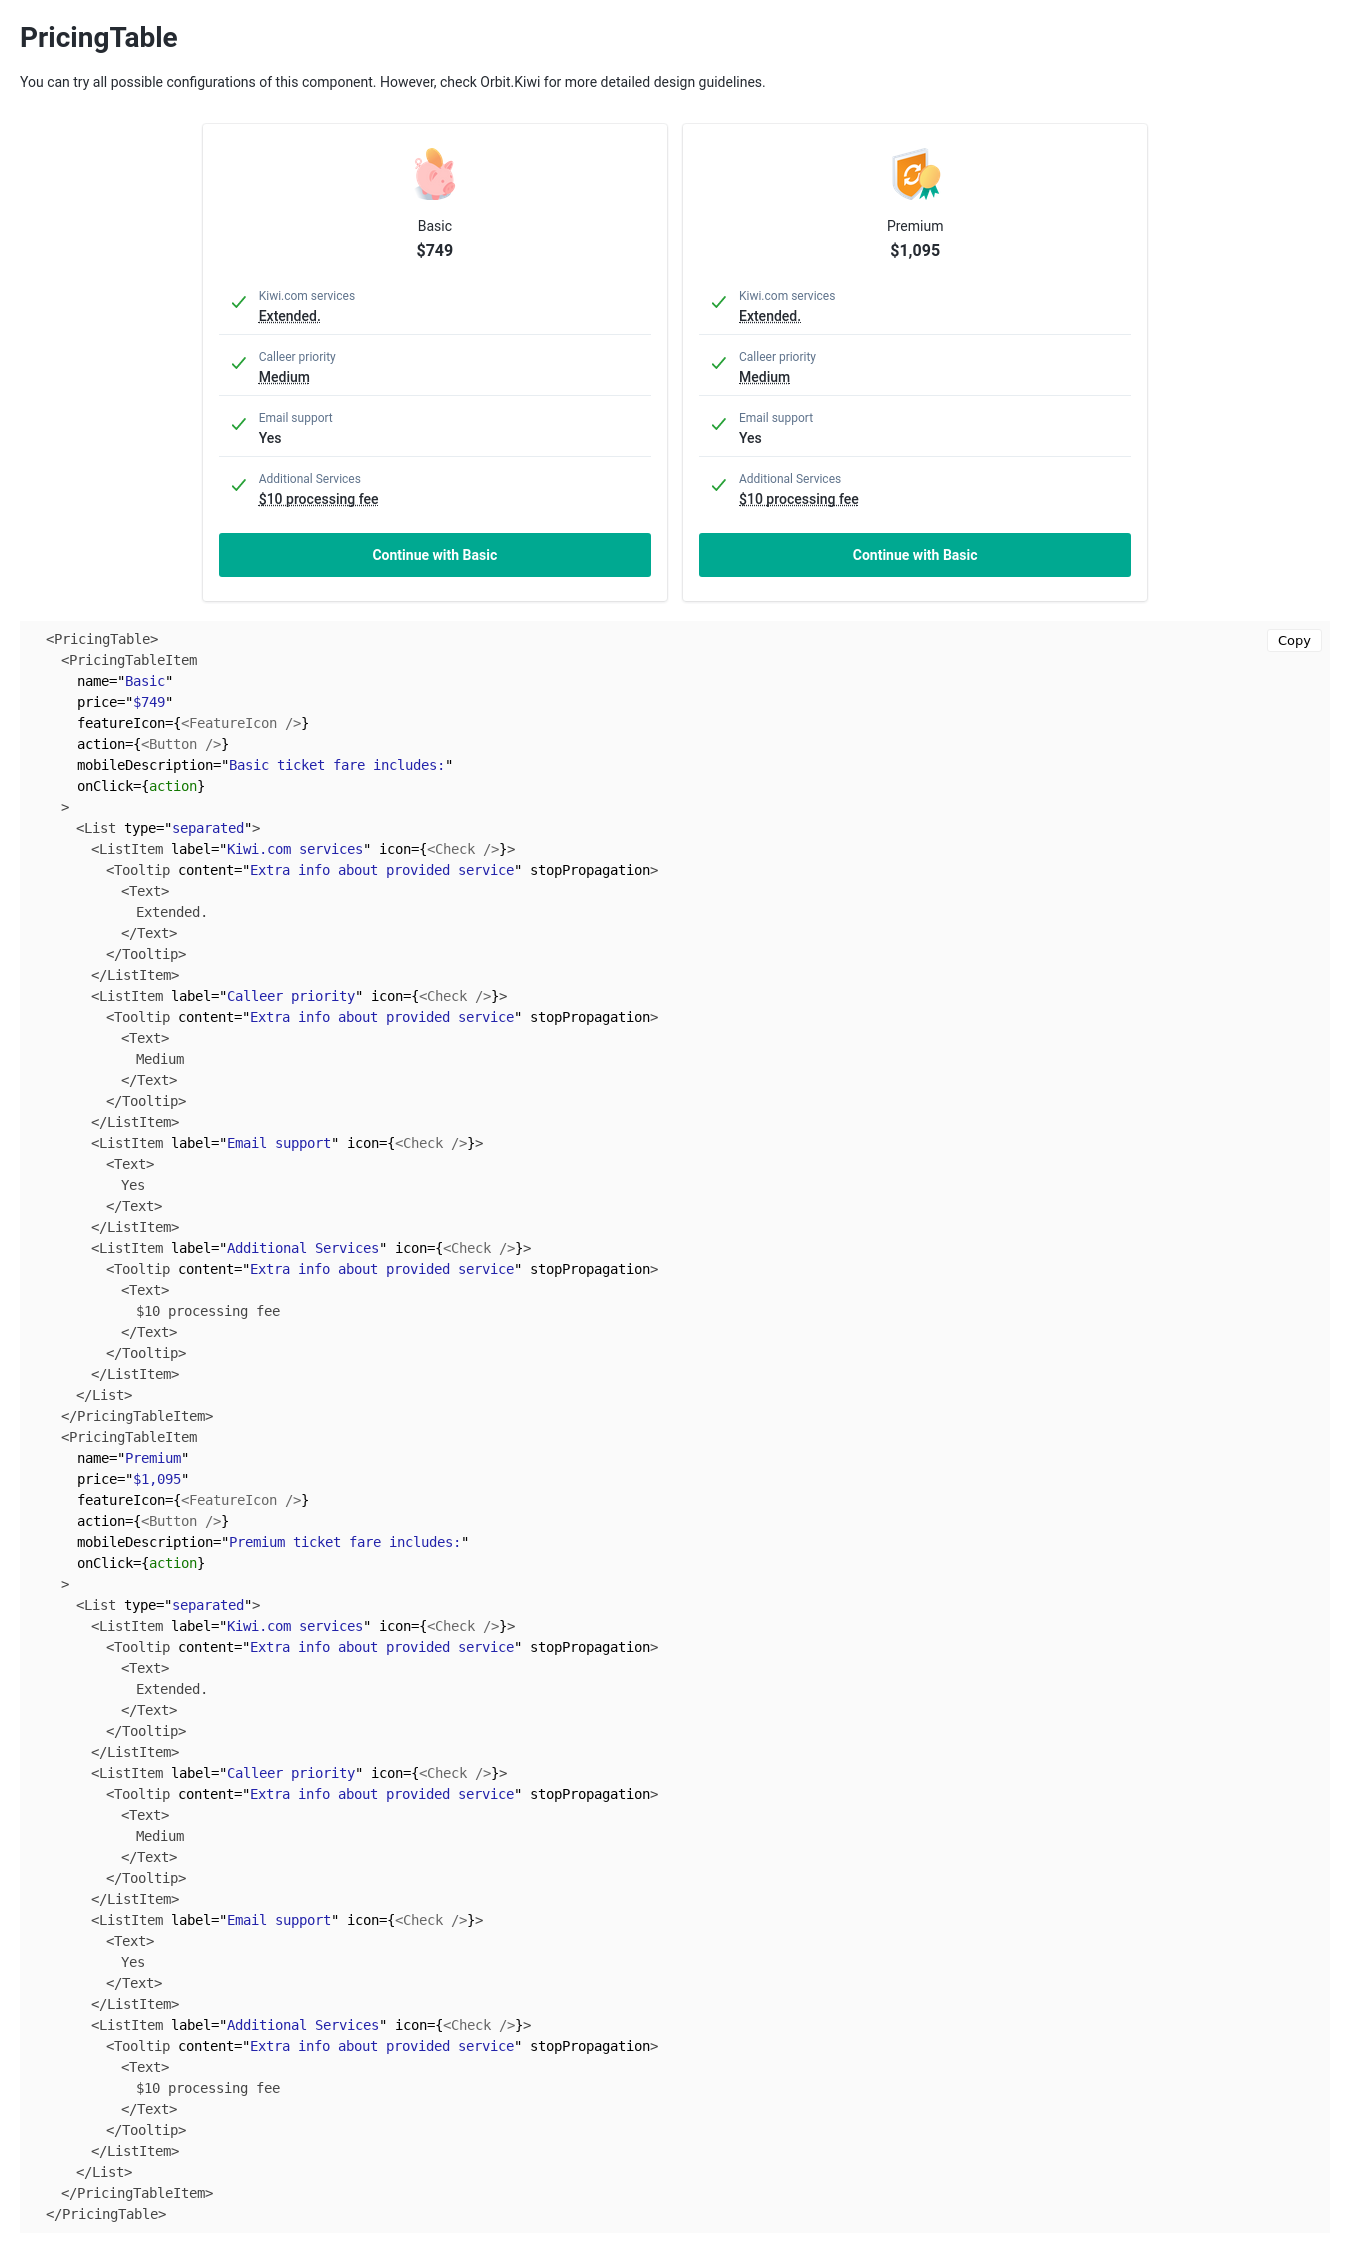 PricingTable
You can try all possible configurations of this component. However, check Orbit.Kiwi for more detailed design guidelines.
Basic
$749
Kiwi.com services
Extended.
Calleer priority
Medium
Email support
Yes
Additional Services
$10 processing fee
Continue with Basic
Premium
$1,095
Kiwi.com services
Extended.
Calleer priority
Medium
Email support
Yes
Additional Services
$10 processing fee
Continue with Basic
Copy
<PricingTable>
<PricingTableItem
name="Basic"
price="$749"
featureIcon={<FeatureIcon />}
action={<Button />}
mobileDescription="Basic ticket fare includes:"
onClick={action}
>
<List type="separated">
<ListItem label="Kiwi.com services" icon={<Check />}>
<Tooltip content="Extra info about provided service" stopPropagation>
<Text>
Extended.
</Text>
</Tooltip>
</ListItem>
<ListItem label="Calleer priority" icon={<Check />}>
<Tooltip content="Extra info about provided service" stopPropagation>
<Text>
Medium
</Text>
</Tooltip>
</ListItem>
<ListItem label="Email support" icon={<Check />}>
<Text>
Yes
</Text>
</ListItem>
<ListItem label="Additional Services" icon={<Check />}>
<Tooltip content="Extra info about provided service" stopPropagation>
<Text>
$10 processing fee
</Text>
</Tooltip>
</ListItem>
</List>
</PricingTableItem>
<PricingTableItem
name="Premium"
price="$1,095"
featureIcon={<FeatureIcon />}
action={<Button />}
mobileDescription="Premium ticket fare includes:"
onClick={action}
>
<List type="separated">
<ListItem label="Kiwi.com services" icon={<Check />}>
<Tooltip content="Extra info about provided service" stopPropagation>
<Text>
Extended.
</Text>
</Tooltip>
</ListItem>
<ListItem label="Calleer priority" icon={<Check />}>
<Tooltip content="Extra info about provided service" stopPropagation>
<Text>
Medium
</Text>
</Tooltip>
</ListItem>
<ListItem label="Email support" icon={<Check />}>
<Text>
Yes
</Text>
</ListItem>
<ListItem label="Additional Services" icon={<Check />}>
<Tooltip content="Extra info about provided service" stopPropagation>
<Text>
$10 processing fee
</Text>
</Tooltip>
</ListItem>
</List>
</PricingTableItem>
</PricingTable>